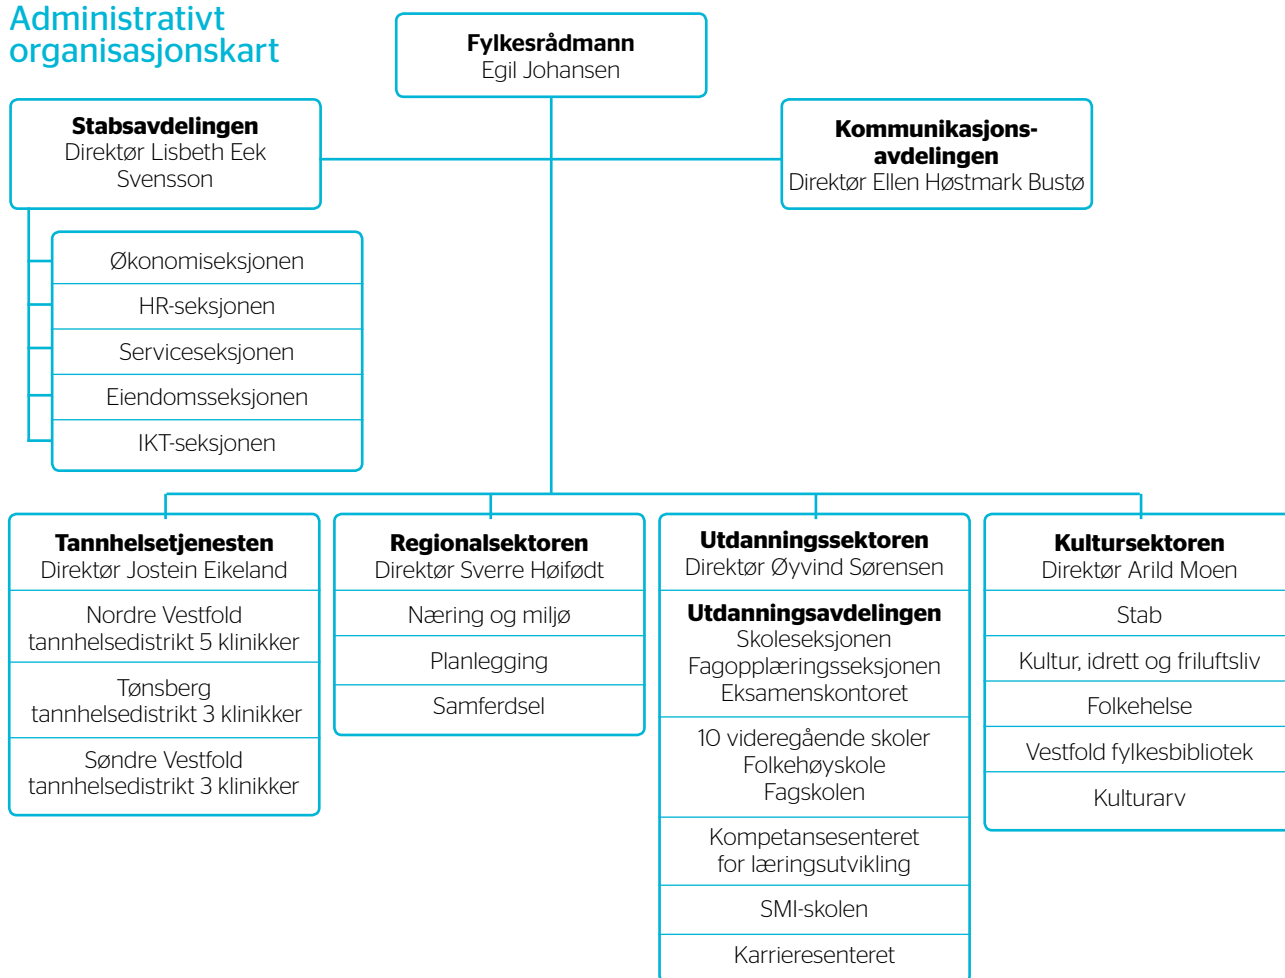 Administrativt
organisasjonskart
Fylkesrådmann
Egil Johansen
Stabsavdelingen
Direktør Lisbeth Eek
Svensson
Kommunikasjons-
avdelingen
Direktør Ellen Høstmark Bustø
Økonomiseksjonen
HR-seksjonen
Serviceseksjonen
Eiendomsseksjonen
IKT-seksjonen
Tannhelsetjenesten
Direktør Jostein Eikeland
Nordre Vestfold
tannhelsedistrikt 5 klinikker
Tønsberg
tannhelsedistrikt 3 klinikker
Søndre Vestfold
tannhelsedistrikt 3 klinikker
Regionalsektoren
Direktør Sverre Høifødt
Næring og miljø
Planlegging
Samferdsel
Utdanningssektoren
Direktør Øyvind Sørensen
Utdanningsavdelingen
Skoleseksjonen
Fagopplæringsseksjonen
Eksamenskontoret
10 videregående skoler
Folkehøyskole
Fagskolen
Kompetansesenteret
for læringsutvikling
SMI-skolen
Karrieresenteret
Kultursektoren
Direktør Arild Moen
Stab
Kultur, idrett og friluftsliv
Folkehelse
Vestfold fylkesbibliotek
Kulturarv